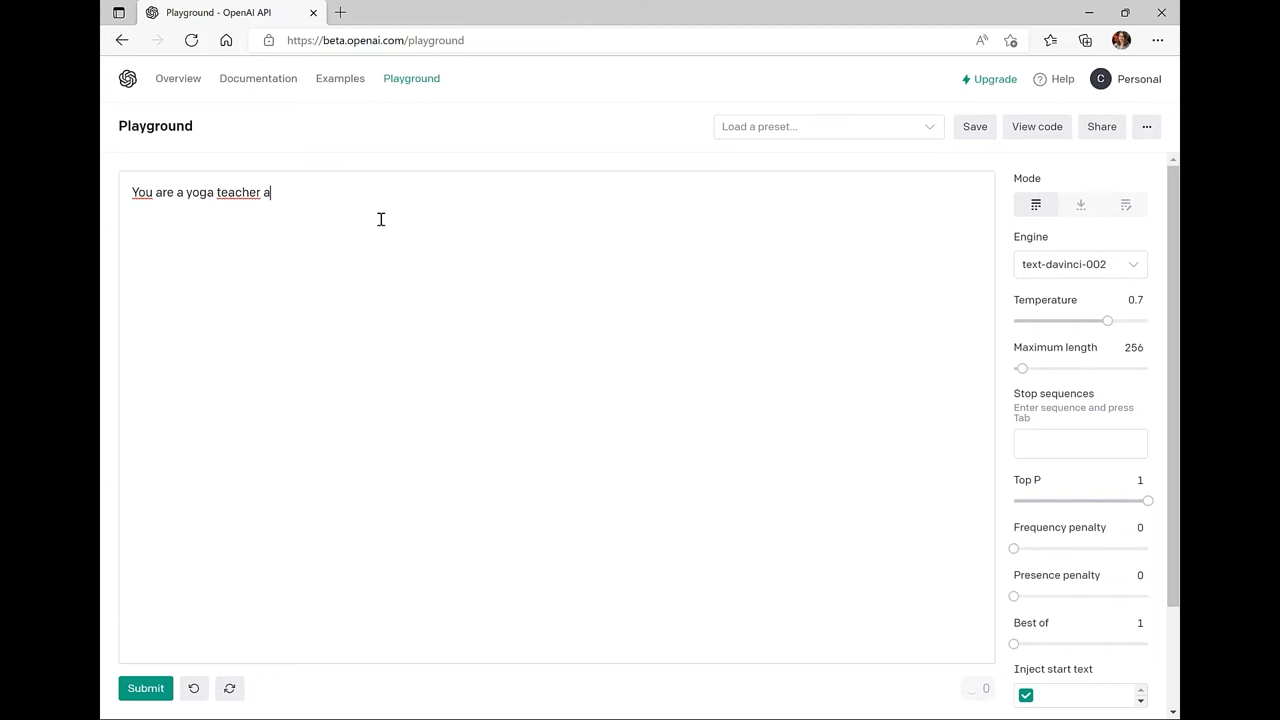 Playground - OpenAI API
https://beta.openai.com/playground
Overview Documentation Examples Playground Upgrade Help C Personal
Playground Load a preset... Save View code Share
You are a yoga teacher a
Mode
Engine
text-davinci-002
Temperature 0.7
Maximum length 256
Stop sequences
Enter sequence and press
Tab
Top P 1
Frequency penalty 0
Presence penalty 0
Best of 1
Inject start text
Submit 0